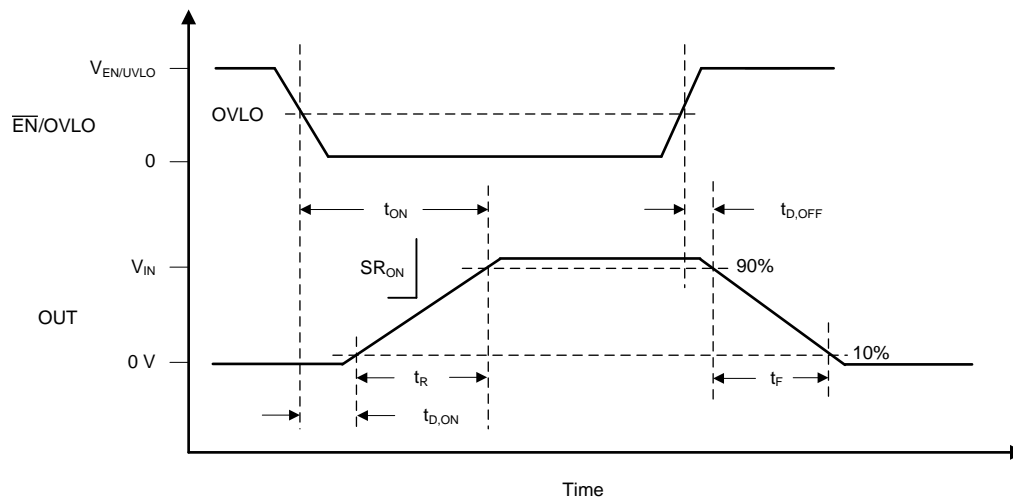 V_EN/UVLO
OVLO
E̅N̅/OVLO
0
t_ON
t_D,OFF
V_IN
SR_ON
90%
OUT
0 V
10%
t_R
t_F
t_D,ON
Time